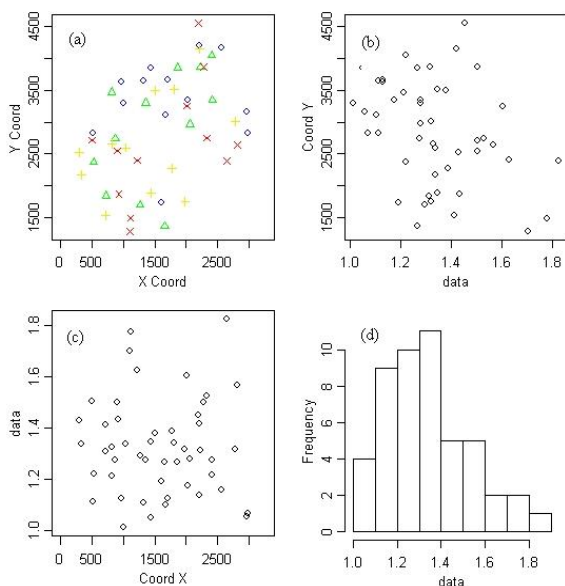 (a)
Y Coord
1500 2500 3500 4500
0 500 1500 2500
X Coord
(b)
Coord Y
1500 2500 3500 4500
1.0 1.2 1.4 1.6 1.8
data
(c)
data
1.0 1.2 1.4 1.6 1.8
0 500 1500 2500
Coord X
(d)
Frequency
0 2 4 6 8 10
1.0 1.2 1.4 1.6 1.8
data